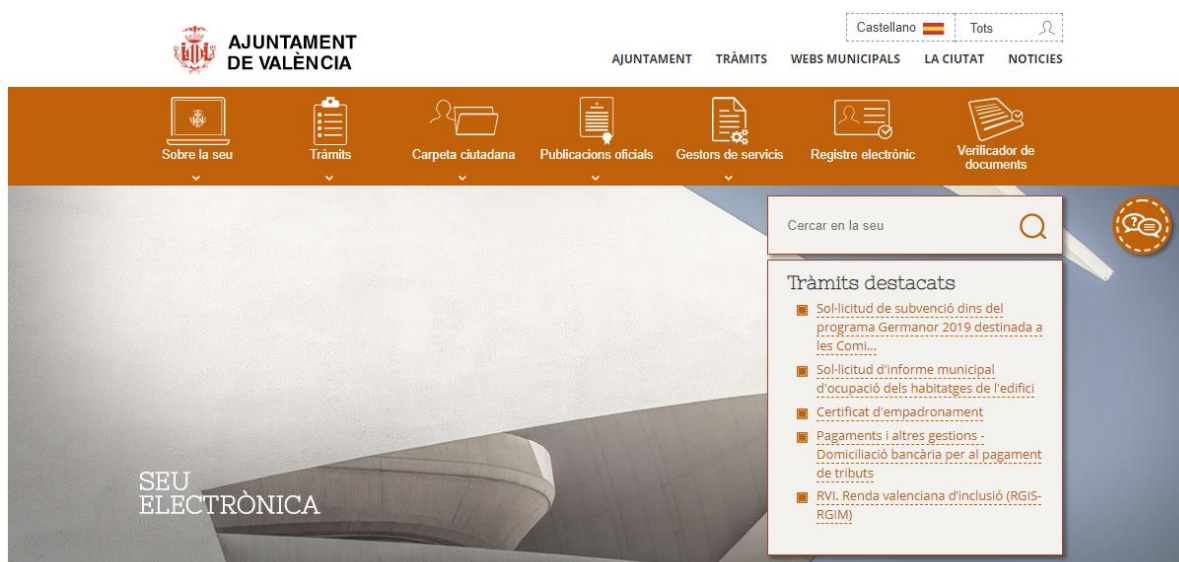 AJUNTAMENT
DE VALÈNCIA
Castellano
Tots
AJUNTAMENT TRÀMITS WEBS MUNICIPALS LA CIUTAT NOTICIES
Sobre la seu
Tràmits
Carpeta ciutadana
Publicacions oficials
Gestors de servicis
Registre electrònic
Verificador de
documents
Cercar en la seu
Tràmits destacats
Sol·licitud de subvenció dins del
programa Germanor 2019 destinada a
les Comi...
Sol·licitud d'informe municipal
d'ocupació dels habitatges de l'edifici
Certificat d'empadronament
Pagaments i altres gestions -
Domiciliació bancària per al pagament
de tributs
RVI. Renda valenciana d'inclusió (RGIS-
RGIM)
SEU
ELECTRÒNICA